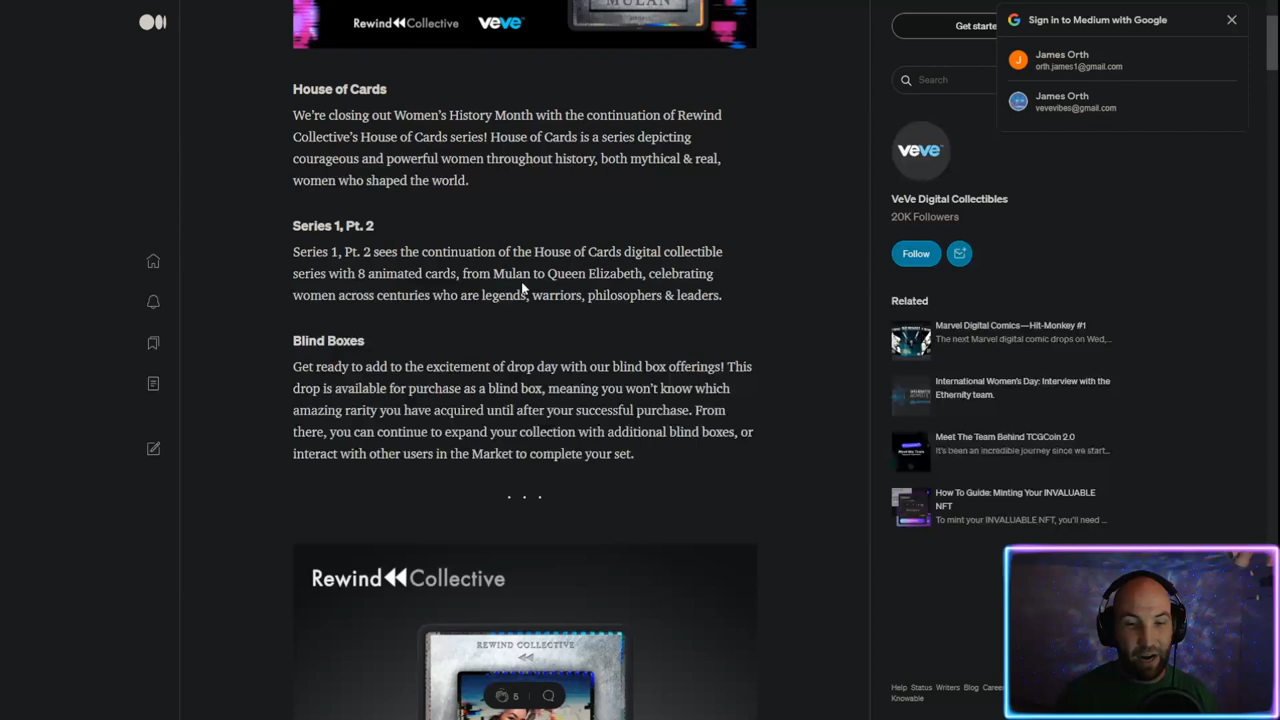 MULAN
Rewind Collective
veve
House of Cards
We're closing out Women's History Month with the continuation of Rewind
Collective's House of Cards series! House of Cards is a series depicting
courageous and powerful women throughout history, both mythical & real,
women who shaped the world.
Series 1, Pt. 2
Series 1, Pt. 2 sees the continuation of the House of Cards digital collectible
series with 8 animated cards, from Mulan to Queen Elizabeth, celebrating
women across centuries who are legends, warriors, philosophers & leaders.
Blind Boxes
Get ready to add to the excitement of drop day with our blind box offerings! This
drop is available for purchase as a blind box, meaning you won't know which
amazing rarity you have acquired until after your successful purchase. From
there, you can continue to expand your collection with additional blind boxes, or
interact with other users in the Market to complete your set.
. . .
Rewind Collective
REWIND COLLECTIVE
5
Get starte
Sign in to Medium with Google
J
James Orth
orth.james1@gmail.com
James Orth
vevevibes@gmail.com
Search
veve
VeVe Digital Collectibles
20K Followers
Follow
Related
Marvel Digital Comics—Hit-Monkey #1
The next Marvel digital comic drops on Wed,...
International Women's Day: Interview with the
Ethernity team.
Meet The Team Behind TCGCoin 2.0
It's been an incredible journey since we start...
How To Guide: Minting Your INVALUABLE
NFT
To mint your INVALUABLE NFT, you'll need ...
Help Status Writers Blog Caree
Knowable